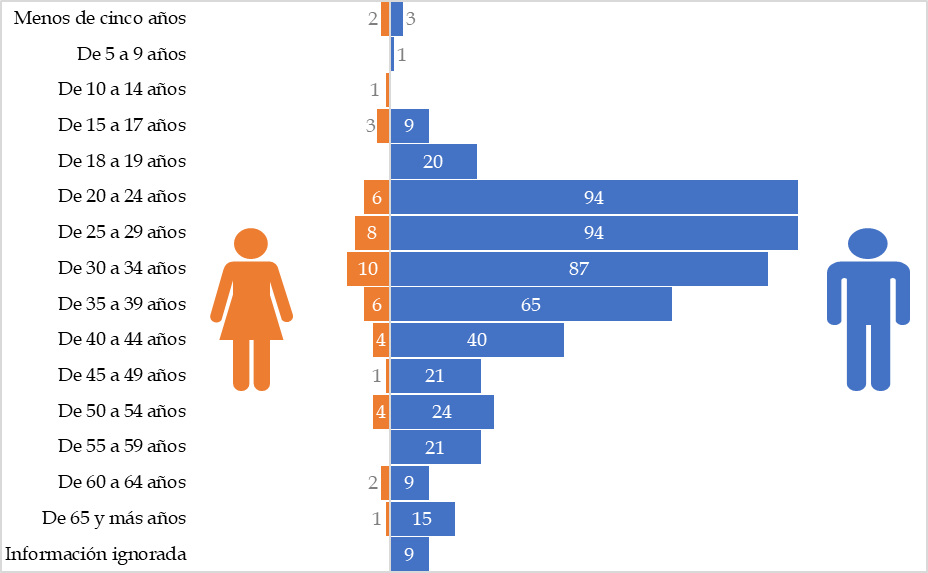 Menos de cinco años 2 3
De 5 a 9 años 1
De 10 a 14 años 1
De 15 a 17 años 3 9
De 18 a 19 años 20
De 20 a 24 años 6 94
De 25 a 29 años 8 94
De 30 a 34 años 10 87
De 35 a 39 años 6 65
De 40 a 44 años 4 40
De 45 a 49 años 1 21
De 50 a 54 años 4 24
De 55 a 59 años 21
De 60 a 64 años 2 9
De 65 y más años 1 15
Información ignorada 9